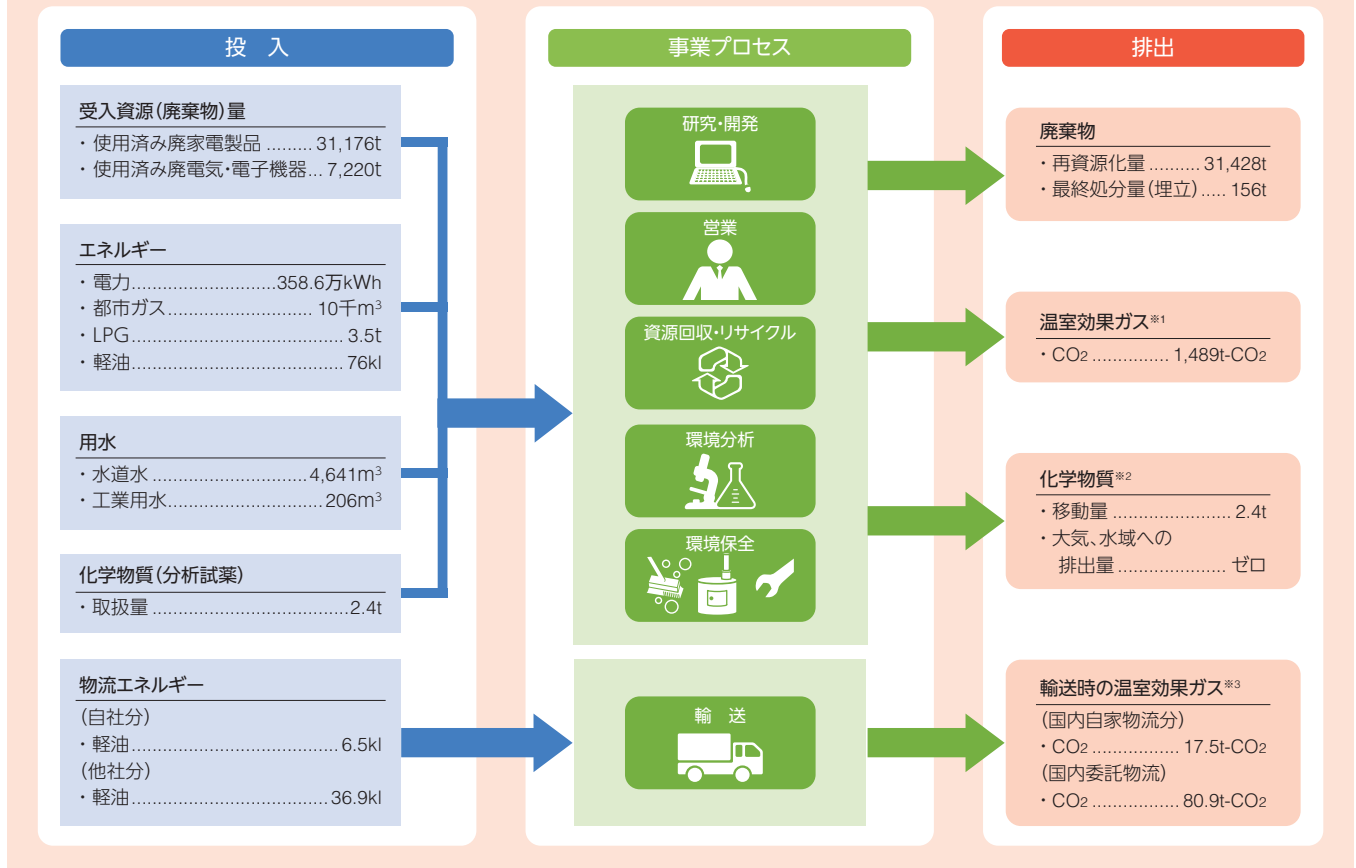 投　入
受入資源(廃棄物)量
・使用済み廃家電製品 ......... 31,176t
・使用済み廃電気・電子機器... 7,220t
エネルギー
・電力............................358.6万kWh
・都市ガス............................ 10千m³
・LPG........................................ 3.5t
・軽油........................................ 76kl
用水
・水道水 .............................4,641m³
・工業用水..............................206m³
化学物質(分析試薬)
・取扱量 .....................................2.4t
物流エネルギー
(自社分)
・軽油....................................... 6.5kl
(他社分)
・軽油.....................................36.9kl
事業プロセス
研究・開発
営業
資源回収・リサイクル
環境分析
環境保全
輸　送
排出
廃棄物
・再資源化量 .......... 31,428t
・最終処分量(埋立)..... 156t
温室効果ガス※1
・CO2 ............... 1,489t-CO2
化学物質※2
・移動量 ...................... 2.4t
・大気、水域への
排出量..................... ゼロ
輸送時の温室効果ガス※3
(国内自家物流分)
・CO2 ................. 17.5t-CO2
(国内委託物流)
・CO2 ................. 80.9t-CO2